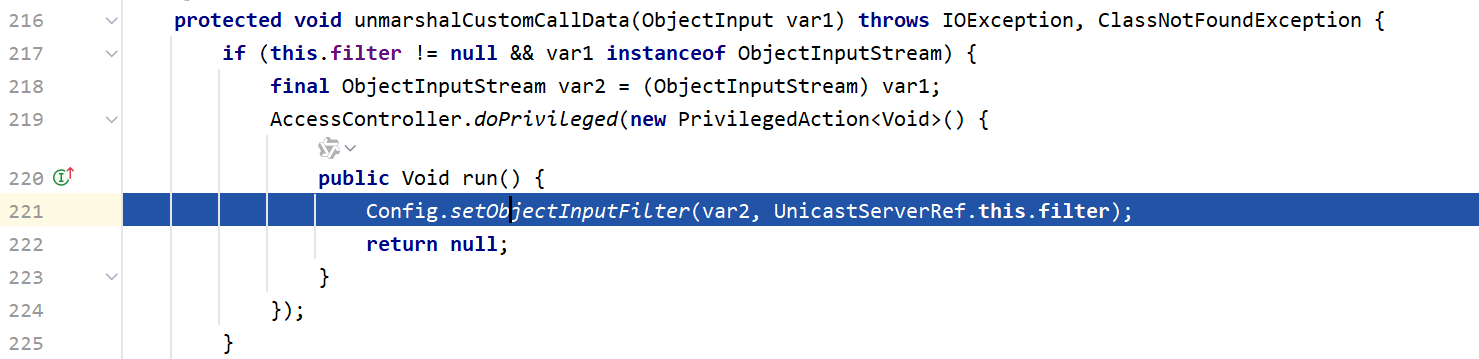 216 protected void unmarshalCustomCallData(ObjectInput var1) throws IOException, ClassNotFoundException {
217 if (this.filter != null && var1 instanceof ObjectInputStream) {
218 final ObjectInputStream var2 = (ObjectInputStream) var1;
219 AccessController.doPrivileged(new PrivilegedAction<Void>() {
220 public Void run() {
221 Config.setObjectInputFilter(var2, UnicastServerRef.this.filter);
222 return null;
223 }
224 });
225 }